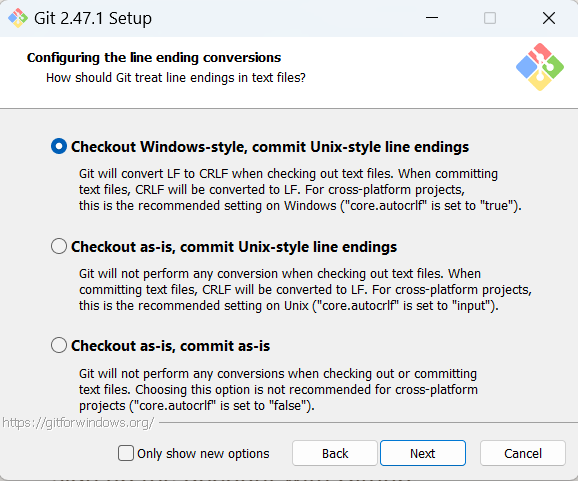 Git 2.47.1 Setup
Configuring the line ending conversions
How should Git treat line endings in text files?
Checkout Windows-style, commit Unix-style line endings
Git will convert LF to CRLF when checking out text files. When committing
text files, CRLF will be converted to LF. For cross-platform projects,
this is the recommended setting on Windows ("core.autocrlf" is set to "true").
Checkout as-is, commit Unix-style line endings
Git will not perform any conversion when checking out text files. When
committing text files, CRLF will be converted to LF. For cross-platform projects,
this is the recommended setting on Unix ("core.autocrlf" is set to "input").
Checkout as-is, commit as-is
Git will not perform any conversions when checking out or committing
text files. Choosing this option is not recommended for cross-platform
projects ("core.autocrlf" is set to "false").
https://gitforwindows.org/
Only show new options
Back
Next
Cancel